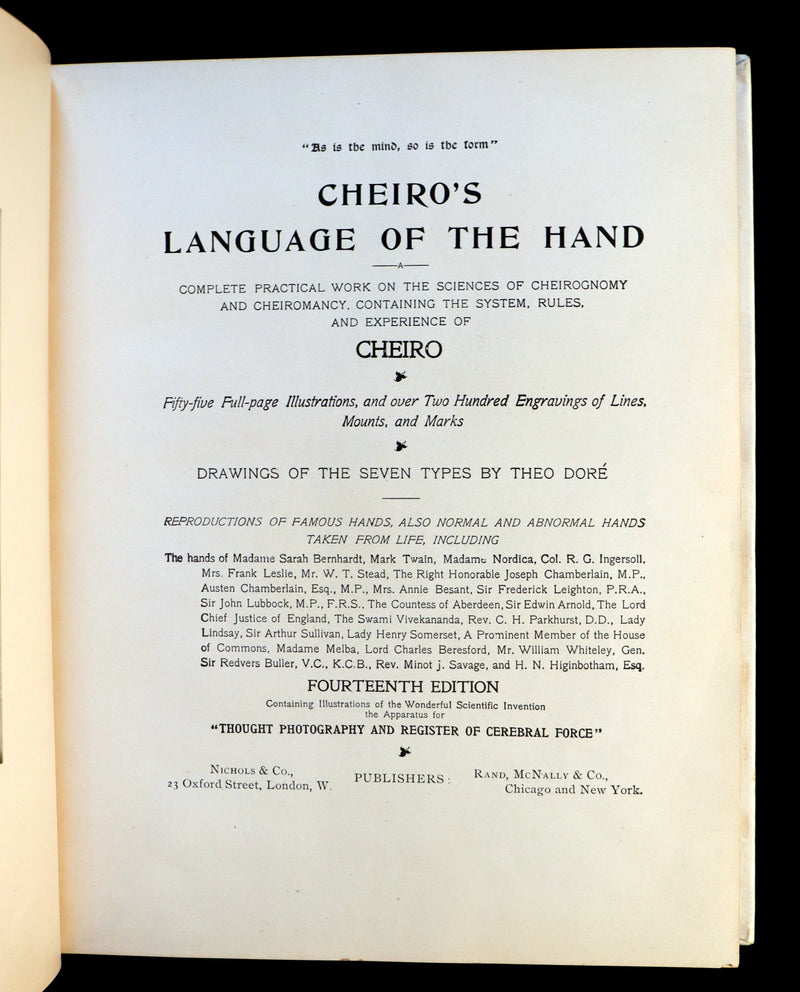 "As is the mind, so is the form"
CHEIRO'S
LANGUAGE OF THE HAND
A
COMPLETE PRACTICAL WORK ON THE SCIENCES OF CHEIROGNOMY
AND CHEIROMANCY, CONTAINING THE SYSTEM, RULES,
AND EXPERIENCE OF
CHEIRO
Fifty-five Full-page Illustrations, and over Two Hundred Engravings of Lines,
Mounts, and Marks
DRAWINGS OF THE SEVEN TYPES BY THEO DORÉ
REPRODUCTIONS OF FAMOUS HANDS, ALSO NORMAL AND ABNORMAL HANDS
TAKEN FROM LIFE, INCLUDING
The hands of Madame Sarah Bernhardt, Mark Twain, Madame Nordica, Col. R. G. Ingersoll,
Mrs. Frank Leslie, Mr. W. T. Stead, The Right Honorable Joseph Chamberlain, M.P.,
Austen Chamberlain, Esq., M.P., Mrs. Annie Besant, Sir Frederick Leighton, P.R.A.,
Sir John Lubbock, M.P., F.R.S., The Countess of Aberdeen, Sir Edwin Arnold, The Lord
Chief Justice of England, The Swami Vivekananda, Rev. C. H. Parkhurst, D.D., Lady
Lindsay, Sir Arthur Sullivan, Lady Henry Somerset, A Prominent Member of the House
of Commons, Madame Melba, Lord Charles Beresford, Mr. William Whiteley, Gen.
Sir Redvers Buller, V.C., K.C.B., Rev. Minot J. Savage, and H. N. Higinbotham, Esq.
FOURTEENTH EDITION
Containing Illustrations of the Wonderful Scientific Invention
the Apparatus for
"THOUGHT PHOTOGRAPHY AND REGISTER OF CEREBRAL FORCE"
NICHOLS & CO.,
23 Oxford Street, London, W.
PUBLISHERS:
RAND, MCNALLY & CO.,
Chicago and New York.